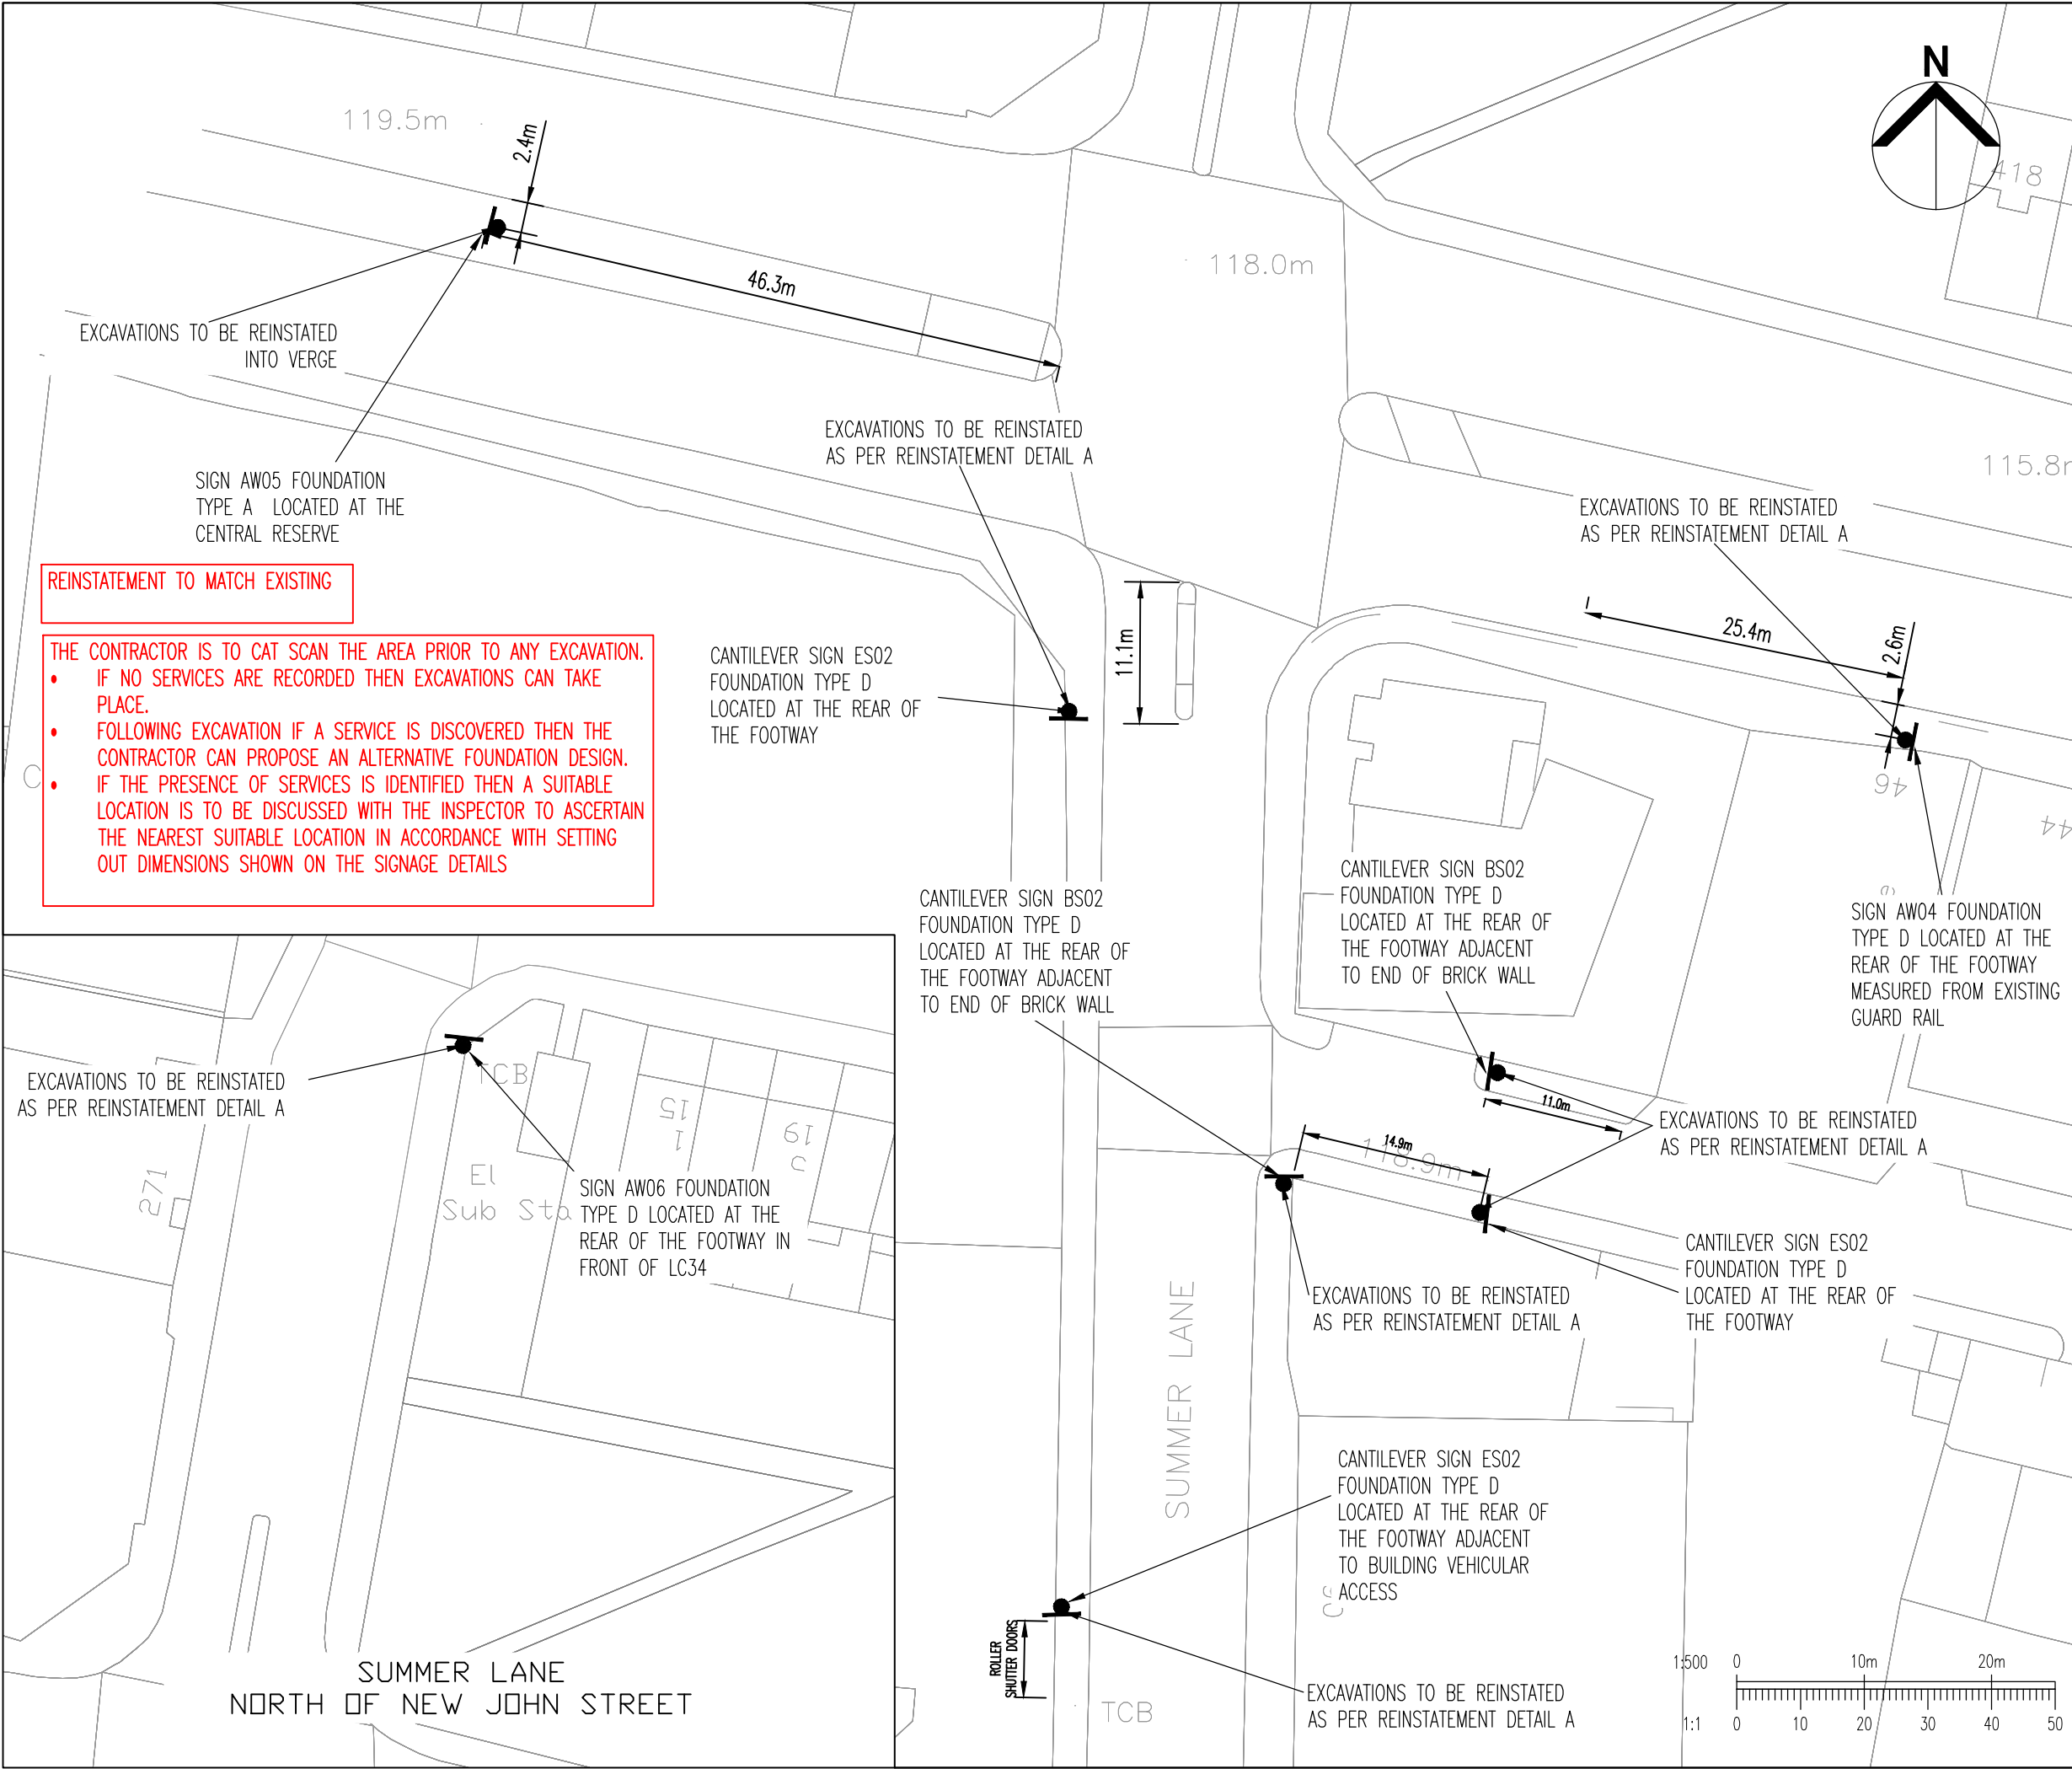 N
119.5m
2.4m
418
118.0m
46.3m
EXCAVATIONS TO BE REINSTATED
INTO VERGE
EXCAVATIONS TO BE REINSTATED
AS PER REINSTATEMENT DETAIL A
115.8
SIGN AW05 FOUNDATION
TYPE A LOCATED AT THE
CENTRAL RESERVE
EXCAVATIONS TO BE REINSTATED
AS PER REINSTATEMENT DETAIL A
REINSTATEMENT TO MATCH EXISTING
THE CONTRACTOR IS TO CAT SCAN THE AREA PRIOR TO ANY EXCAVATION.
• IF NO SERVICES ARE RECORDED THEN EXCAVATIONS CAN TAKE
PLACE.
• FOLLOWING EXCAVATION IF A SERVICE IS DISCOVERED THEN THE
CONTRACTOR CAN PROPOSE AN ALTERNATIVE FOUNDATION DESIGN.
• IF THE PRESENCE OF SERVICES IS IDENTIFIED THEN A SUITABLE
LOCATION IS TO BE DISCUSSED WITH THE INSPECTOR TO ASCERTAIN
THE NEAREST SUITABLE LOCATION IN ACCORDANCE WITH SETTING
OUT DIMENSIONS SHOWN ON THE SIGNAGE DETAILS
CANTILEVER SIGN ES02
FOUNDATION TYPE D
LOCATED AT THE REAR OF
THE FOOTWAY
11.1m
25.4m
2.6m
46
44
CANTILEVER SIGN BS02
FOUNDATION TYPE D
LOCATED AT THE REAR OF
THE FOOTWAY ADJACENT
TO END OF BRICK WALL
CANTILEVER SIGN BS02
FOUNDATION TYPE D
LOCATED AT THE REAR OF
THE FOOTWAY ADJACENT
TO END OF BRICK WALL
SIGN AW04 FOUNDATION
TYPE D LOCATED AT THE
REAR OF THE FOOTWAY
MEASURED FROM EXISTING
GUARD RAIL
11.0m
14.9m
118.9m
EXCAVATIONS TO BE REINSTATED
AS PER REINSTATEMENT DETAIL A
EXCAVATIONS TO BE REINSTATED
AS PER REINSTATEMENT DETAIL A
TCB
15
19
271
El
Sub Sta
SIGN AW06 FOUNDATION
TYPE D LOCATED AT THE
REAR OF THE FOOTWAY IN
FRONT OF LC34
SUMMER LANE
NORTH OF NEW JOHN STREET
CANTILEVER SIGN ES02
FOUNDATION TYPE D
LOCATED AT THE REAR OF
THE FOOTWAY
EXCAVATIONS TO BE REINSTATED
AS PER REINSTATEMENT DETAIL A
SUMMER LANE
CANTILEVER SIGN ES02
FOUNDATION TYPE D
LOCATED AT THE REAR OF
THE FOOTWAY ADJACENT
TO BUILDING VEHICULAR
ACCESS
ROLLER
SHUTTER DOORS
TCB
EXCAVATIONS TO BE REINSTATED
AS PER REINSTATEMENT DETAIL A
1:500 0 10m 20m
1:1 0 10 20 30 40 50